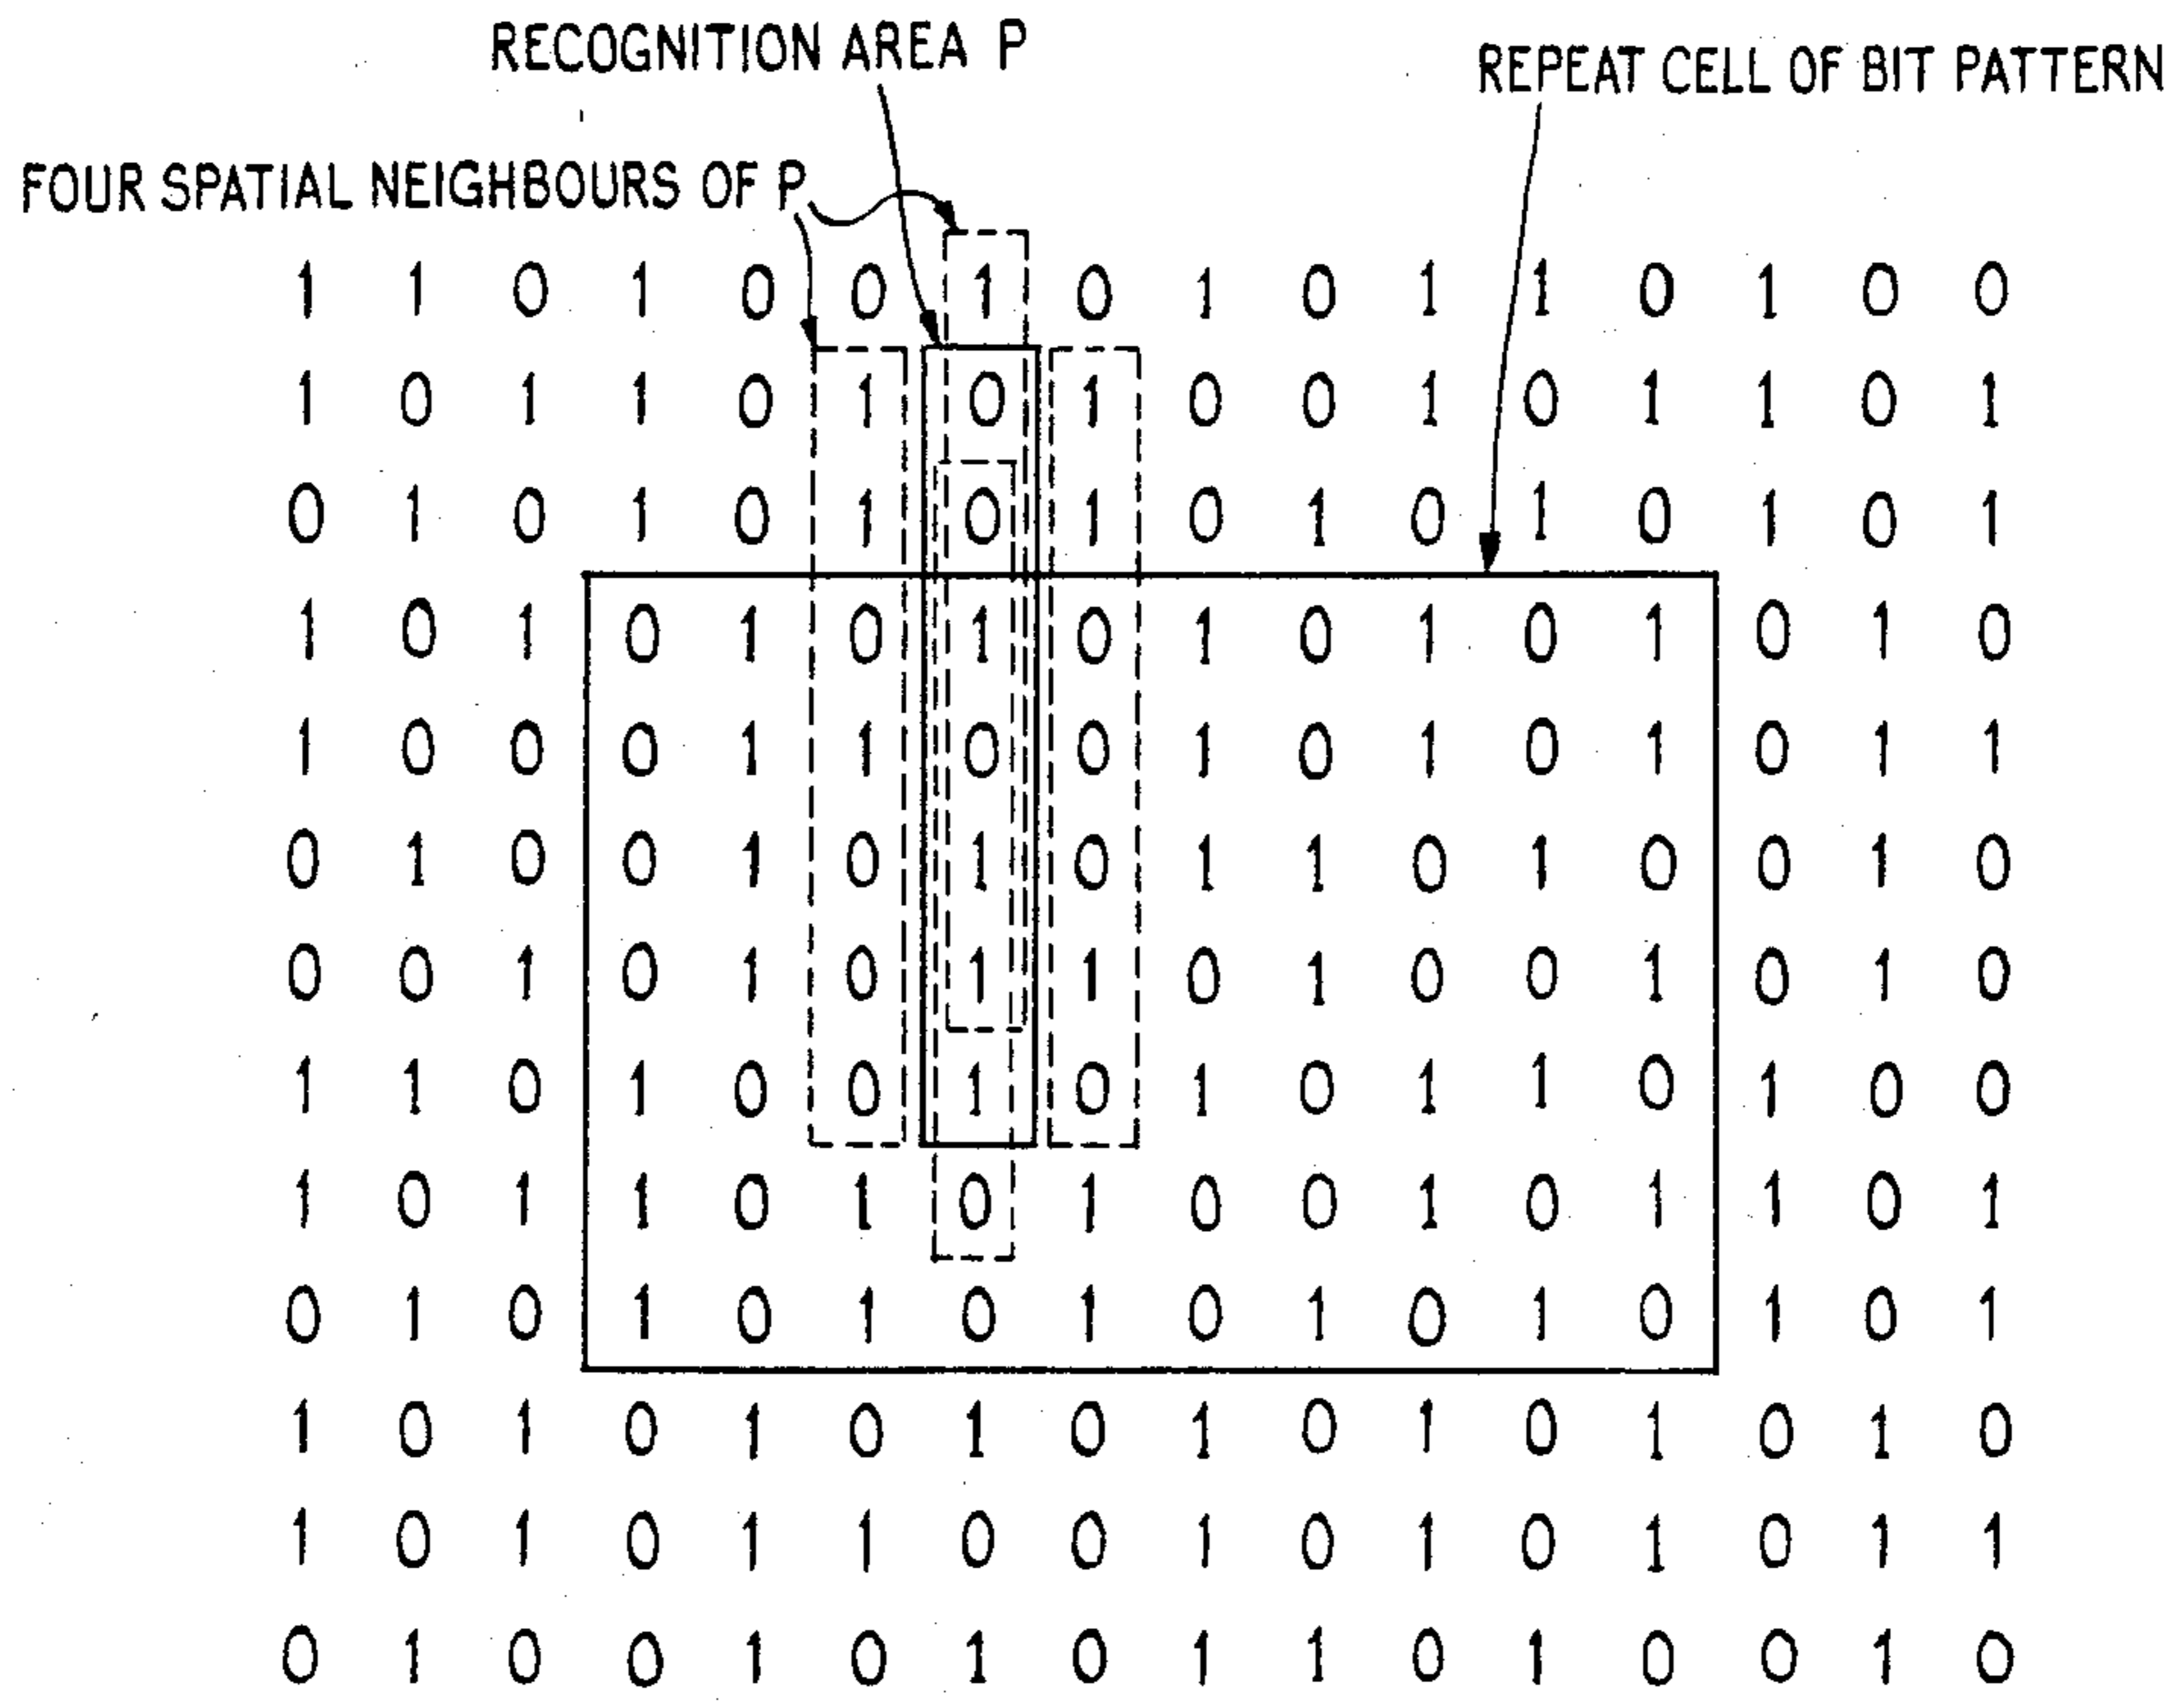 RECOGNITION AREA P
REPEAT CELL OF BIT PATTERN
FOUR SPATIAL NEIGHBOURS OF P
1 1 0 1 0 0 1 0 1 0 1 1 0 1 0 0
1 0 1 1 0 1 0 1 0 0 1 0 1 1 0 1
0 1 0 1 0 1 0 1 0 1 0 1 0 1 0 1
1 0 1 0 1 0 1 0 1 0 1 0 1 0 1 0
1 0 0 0 1 1 0 0 1 0 1 0 1 0 1 1
0 1 0 0 1 0 1 0 1 1 0 1 0 0 1 0
0 0 1 0 1 0 1 1 0 1 0 0 1 0 1 0
1 1 0 1 0 0 1 0 1 0 1 1 0 1 0 0
1 0 1 1 0 1 0 1 0 0 1 0 1 1 0 1
0 1 0 1 0 1 0 1 0 1 0 1 0 1 0 1
1 0 1 0 1 0 1 0 1 0 1 0 1 0 1 0
1 0 1 0 1 1 0 0 1 0 1 0 1 0 1 1
0 1 0 0 1 0 1 0 1 1 0 1 0 0 1 0